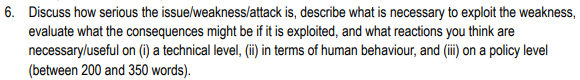 6. Discuss how serious the issue/weakness/attack is, describe what is necessary to exploit the weakness,
evaluate what the consequences might be if it is exploited, and what reactions you think are
necessary/useful on (i) a technical level, (ii) in terms of human behaviour, and (iii) on a policy level
(between 200 and 350 words).